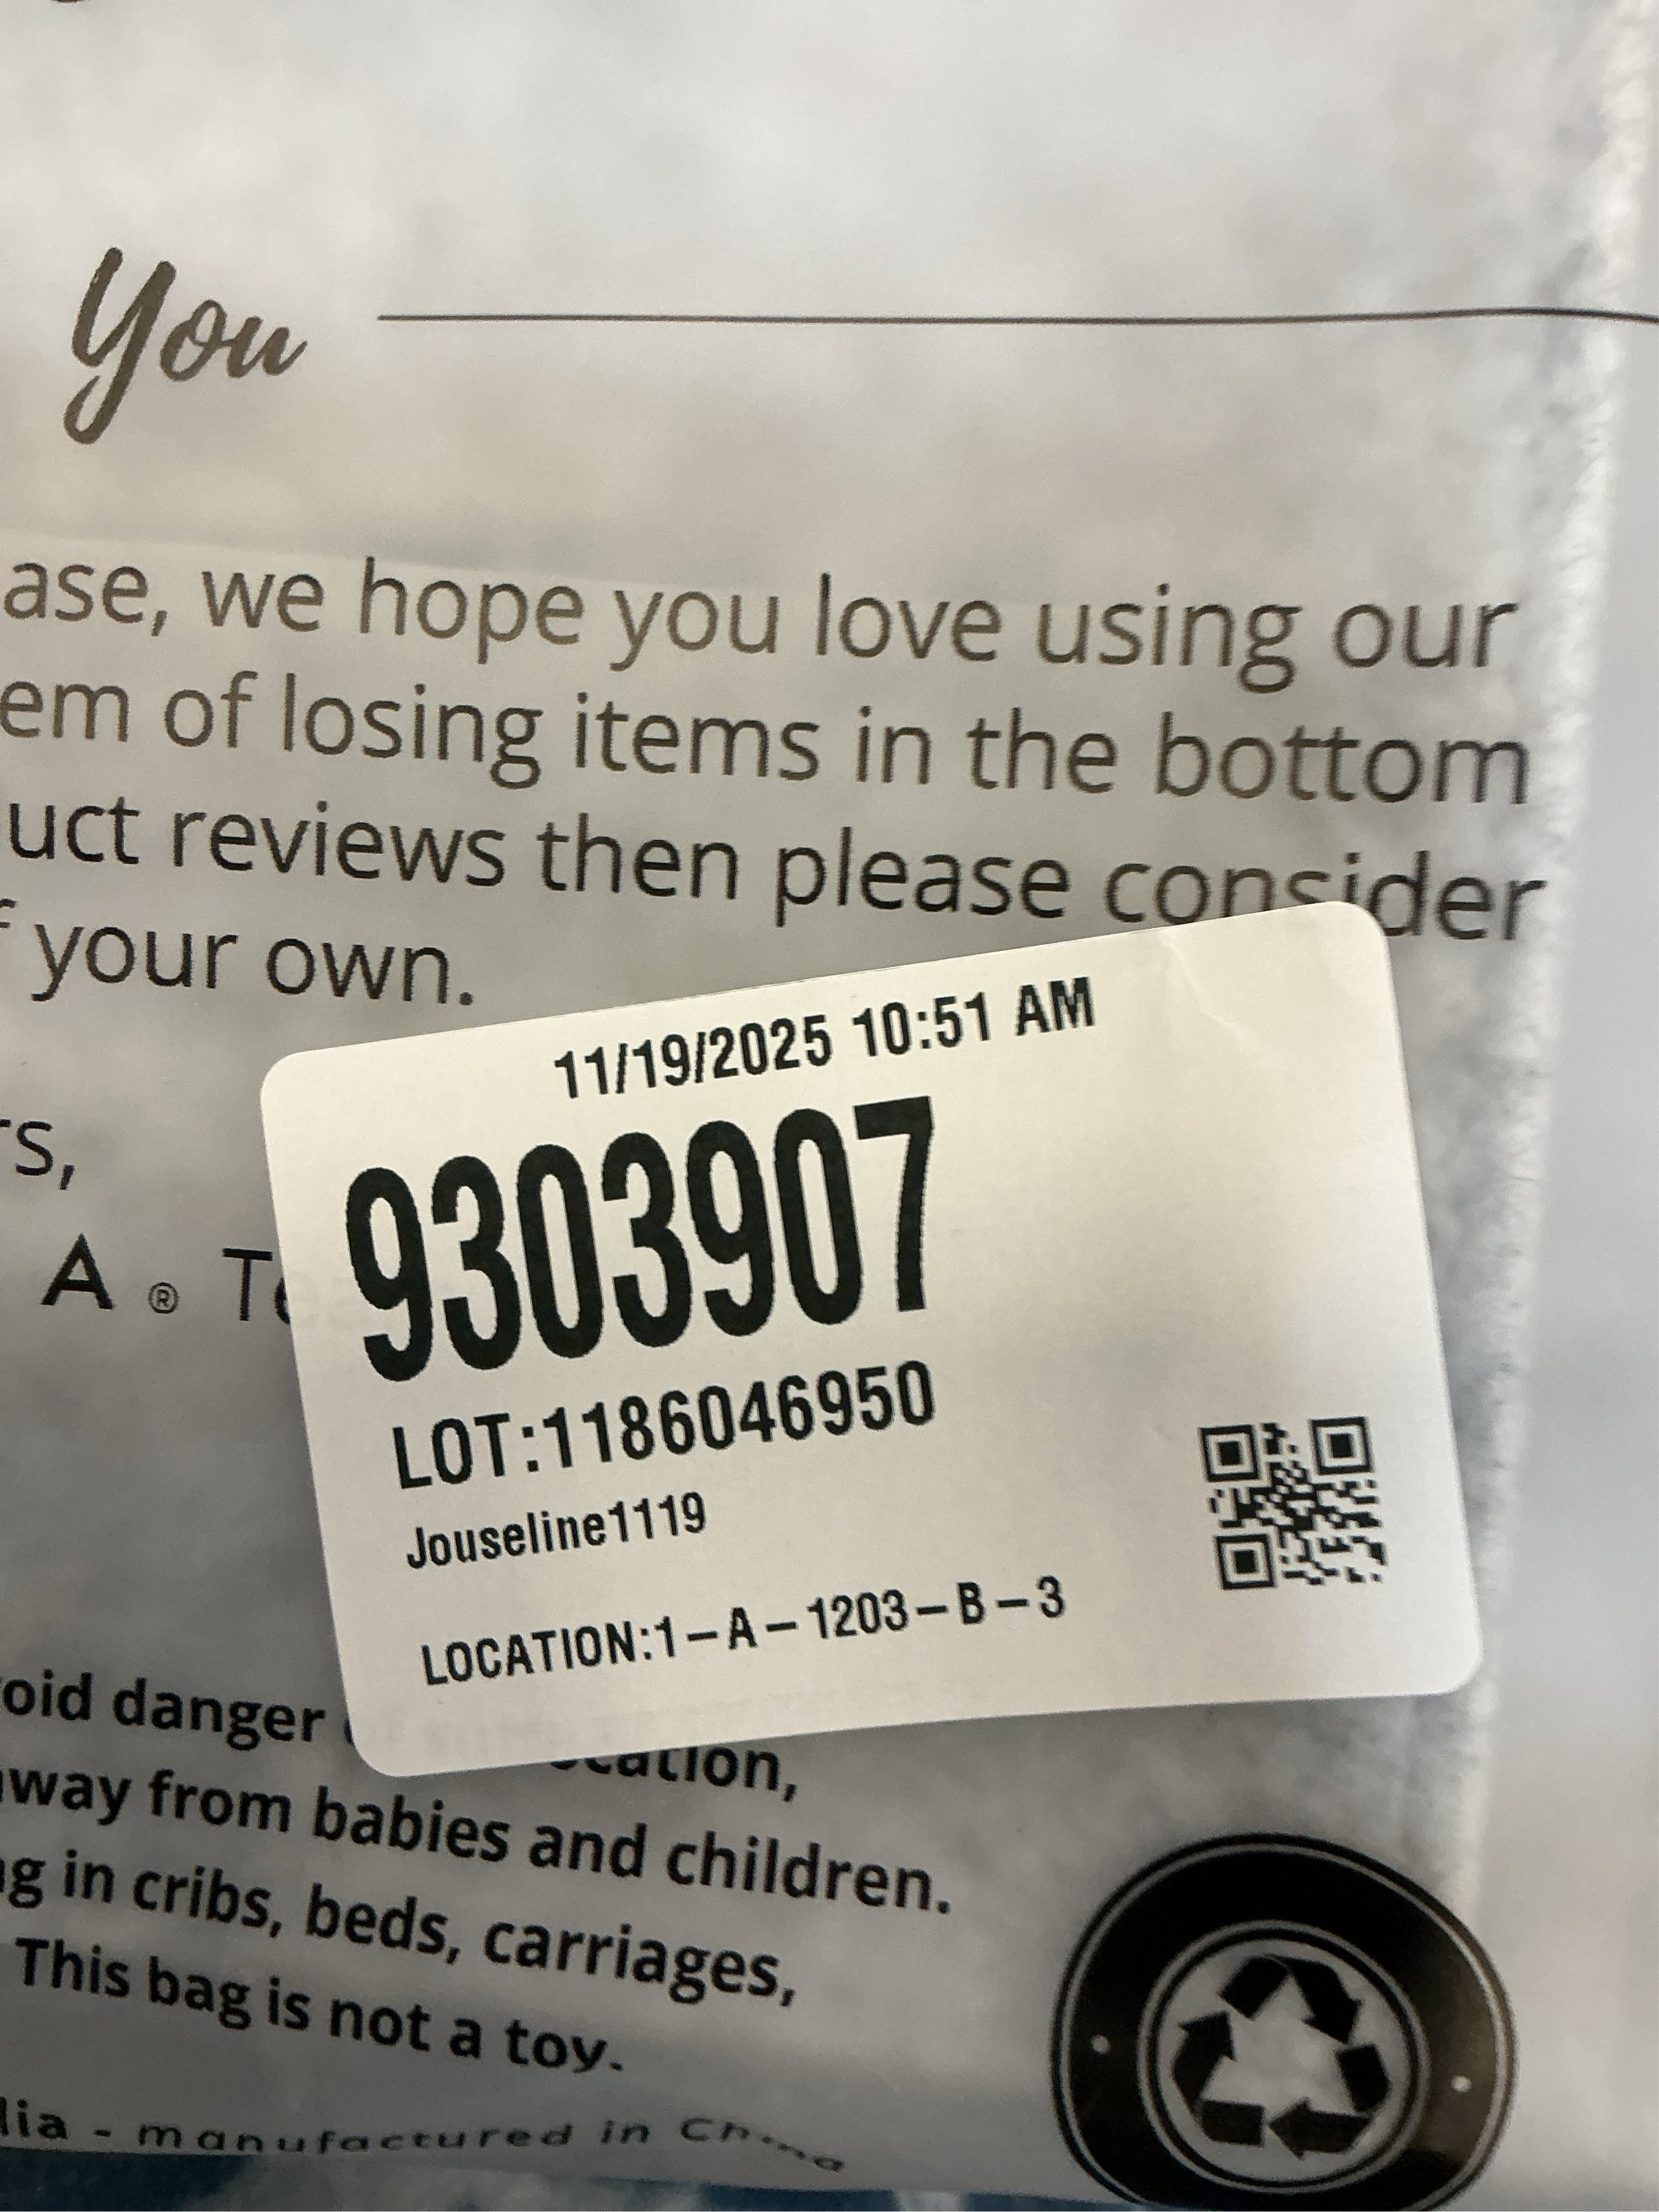 You
ase, we hope you love using our
em of losing items in the bottom
uct reviews then please consider
f your own.
rs,
A ® Te
11/19/2025 10:51 AM
9303907
LOT:1186046950
Jouseline1119
LOCATION:1-A-1203-B-3
oid danger
cation,
way from babies and children.
g in cribs, beds, carriages,
This bag is not a toy.
lia - manufactured in China